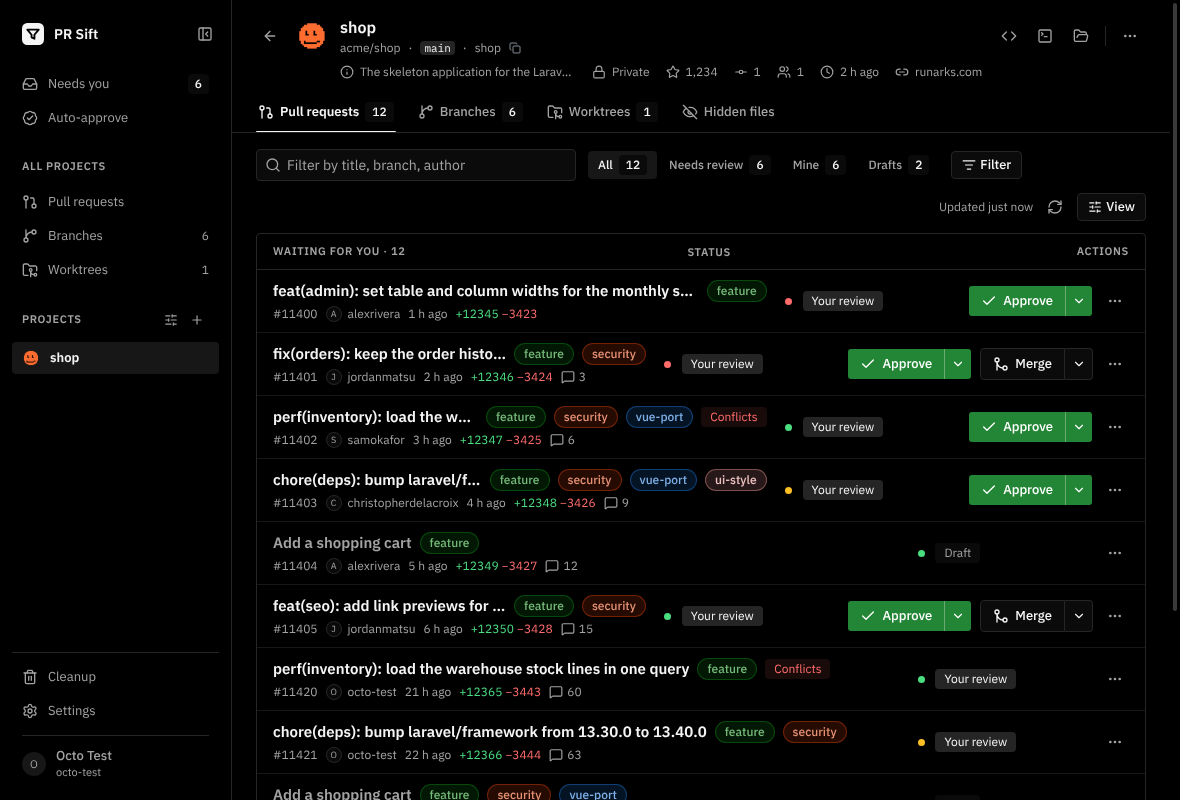 PR Sift
Needs you 6
Auto-approve
ALL PROJECTS
Pull requests
Branches 6
Worktrees 1
PROJECTS
shop
Cleanup
Settings
O Octo Test
octo-test
shop
acme/shop · main · shop
The skeleton application for the Larav... Private 1,234 1 1 2 h ago runarks.com
Pull requests 12 Branches 6 Worktrees 1 Hidden files
Filter by title, branch, author All 12 Needs review 6 Mine 6 Drafts 2 Filter
Updated just now View
WAITING FOR YOU · 12 STATUS ACTIONS
feat(admin): set table and column widths for the monthly s... feature Your review Approve
#11400 A alexrivera 1 h ago +12345 −3423
fix(orders): keep the order histo... feature security Your review Approve Merge
#11401 J jordanmatsu 2 h ago +12346 −3424 3
perf(inventory): load the w... feature security vue-port Conflicts Your review Approve
#11402 S samokafor 3 h ago +12347 −3425 6
chore(deps): bump laravel/f... feature security vue-port ui-style Your review Approve
#11403 C christopherdelacroix 4 h ago +12348 −3426 9
Add a shopping cart feature Draft
#11404 A alexrivera 5 h ago +12349 −3427 12
feat(seo): add link previews for ... feature security Your review Approve Merge
#11405 J jordanmatsu 6 h ago +12350 −3428 15
perf(inventory): load the warehouse stock lines in one query feature Conflicts Your review
#11420 O octo-test 21 h ago +12365 −3443 60
chore(deps): bump laravel/framework from 13.30.0 to 13.40.0 feature security Your review
#11421 O octo-test 22 h ago +12366 −3444 63
Add a shopping cart feature security vue-port